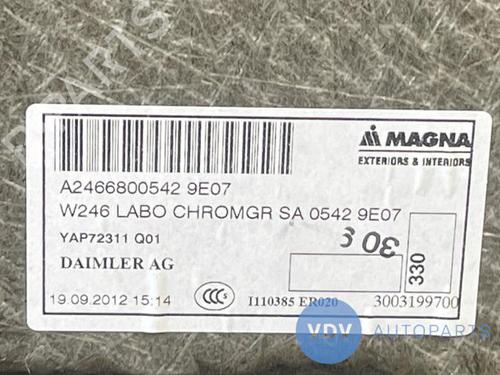 MAGNA
EXTERIORS & INTERIORS
A2466800542 9E07
W246 LABO CHROMGR SA 0542 9E07
YAP72311 Q01
DAIMLER AG
30
330
19.09.2012 15:14
CCC S
I110385 ER020
3003199700
VDV AUTOPARTS